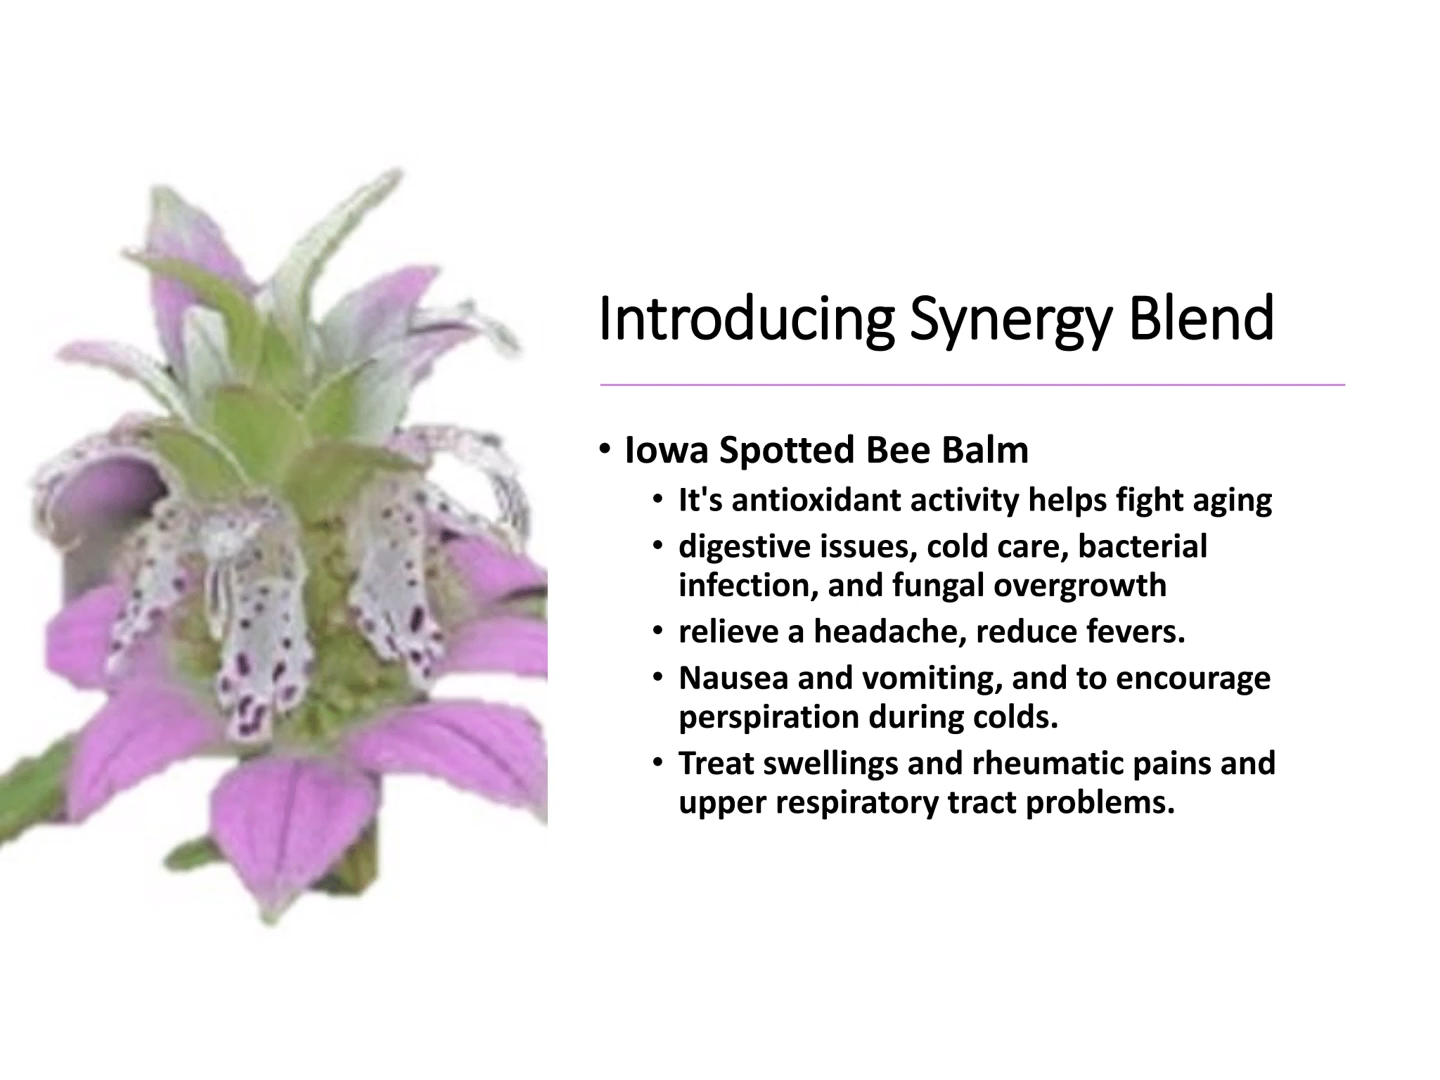 Introducing Synergy Blend
• Iowa Spotted Bee Balm
• It's antioxidant activity helps fight aging
• digestive issues, cold care, bacterial
infection, and fungal overgrowth
• relieve a headache, reduce fevers.
• Nausea and vomiting, and to encourage
perspiration during colds.
• Treat swellings and rheumatic pains and
upper respiratory tract problems.